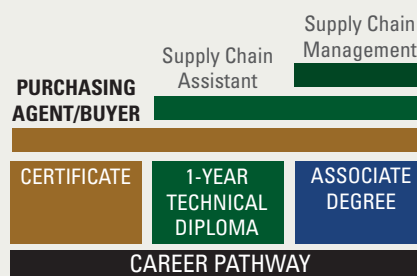 Supply Chain
Management
Supply Chain
Assistant
PURCHASING
AGENT/BUYER
CERTIFICATE
1-YEAR
TECHNICAL
DIPLOMA
ASSOCIATE
DEGREE
CAREER PATHWAY